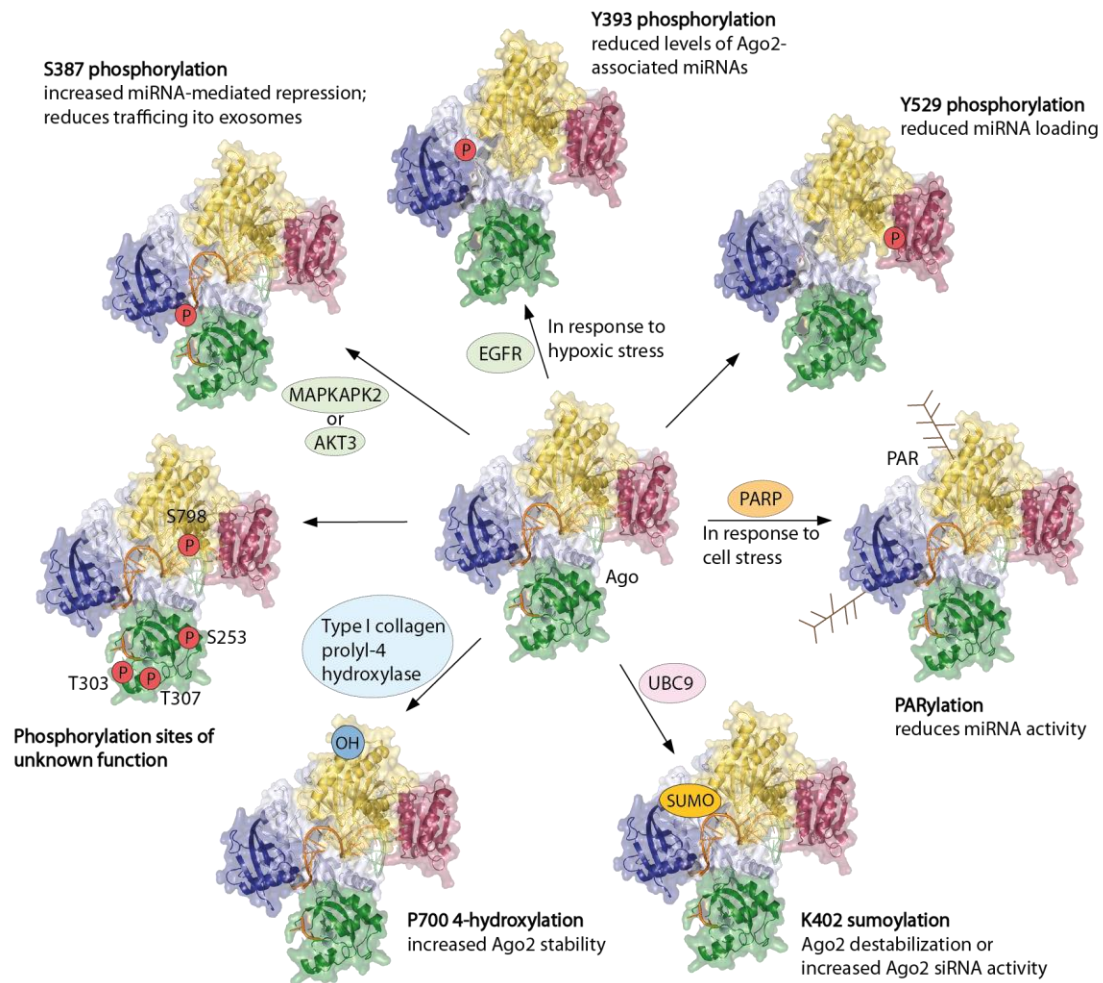 Y393 phosphorylation
reduced levels of Ago2-
associated miRNAs
S387 phosphorylation
increased miRNA-mediated repression;
reduces trafficing ito exosomes
Y529 phosphorylation
reduced miRNA loading
P
P
P
In response to
hypoxic stress
EGFR
MAPKAPK2
or
AKT3
PAR
PARP
In response to
cell stress
S798
P
Ago
P
S253
P
P
T303
T307
Type I collagen
prolyl-4
hydroxylase
UBC9
PARylation
reduces miRNA activity
Phosphorylation sites of
unknown function
OH
SUMO
P700 4-hydroxylation
increased Ago2 stability
K402 sumoylation
Ago2 destabilization or
increased Ago2 siRNA activity